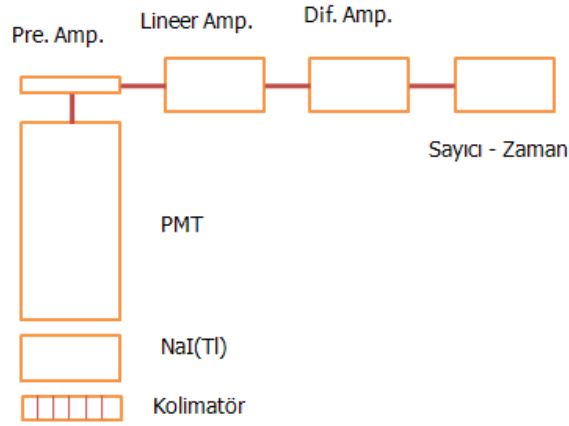 Pre. Amp.
Lineer Amp.
Dif. Amp.
Sayıcı - Zaman
PMT
NaI(Tl)
Kolimatör